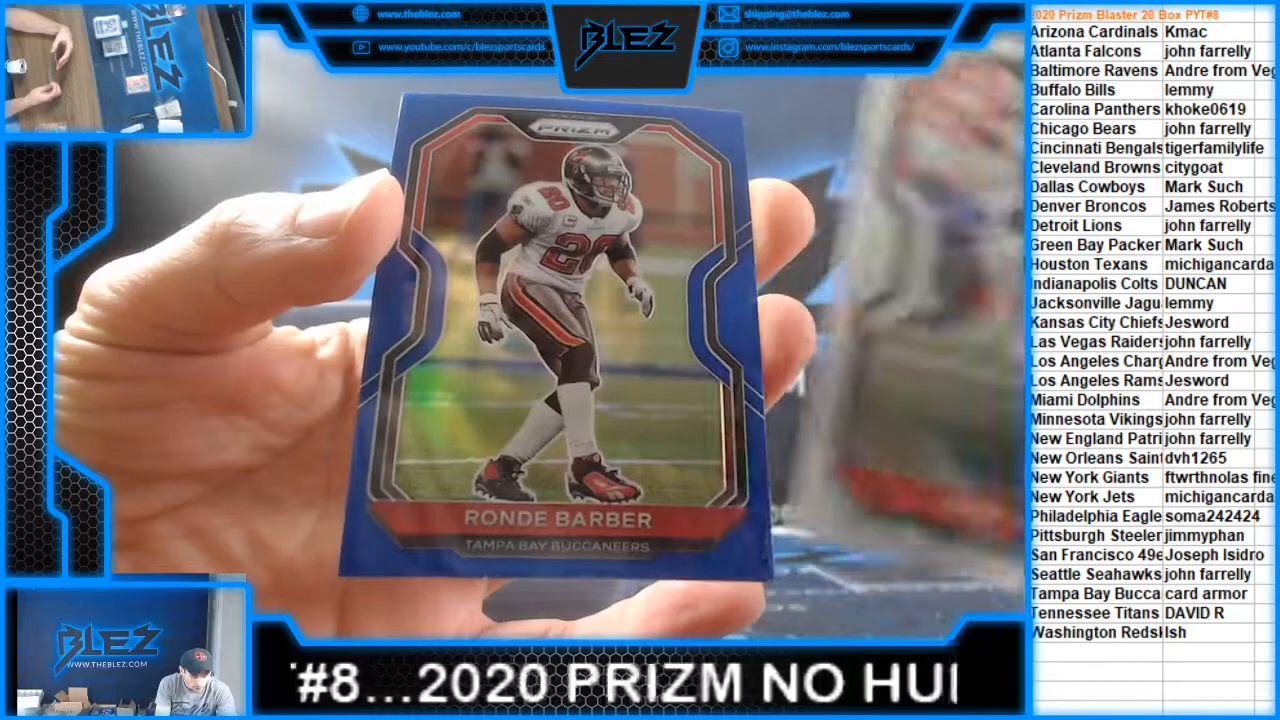 www.theblez.com
www.youtube.com/c/blezsportscards
BLEZ
shipping@theblez.com
www.instagram.com/blezsportscards/
PRIZM
20
RONDE BARBER
TAMPA BAY BUCCANEERS
BLEZ
WWW.THEBLEZ.COM
#8...2020 PRIZM NO HU
2020 Prizm Blaster 20 Box PYT#8
Arizona Cardinals Kmac
Atlanta Falcons john farrelly
Baltimore Ravens Andre from Veg
Buffalo Bills lemmy
Carolina Panthers khoke0619
Chicago Bears john farrelly
Cincinnati Bengals tigerfamilylife
Cleveland Browns citygoat
Dallas Cowboys Mark Such
Denver Broncos James Roberts
Detroit Lions john farrelly
Green Bay Packer Mark Such
Houston Texans michigancarda
Indianapolis Colts DUNCAN
Jacksonville Jagu lemmy
Kansas City Chiefs Jesword
Las Vegas Raiders john farrelly
Los Angeles Charg Andre from Veg
Los Angeles Rams Jesword
Miami Dolphins Andre from Veg
Minnesota Vikings john farrelly
New England Patri john farrelly
New Orleans Saint dvh1265
New York Giants ftwrthnolas fine
New York Jets michigancarda
Philadelphia Eagle soma242424
Pittsburgh Steeler jimmyphan
San Francisco 49e Joseph Isidro
Seattle Seahawks john farrelly
Tampa Bay Bucca card armor
Tennessee Titans DAVID R
Washington Redsk Ish